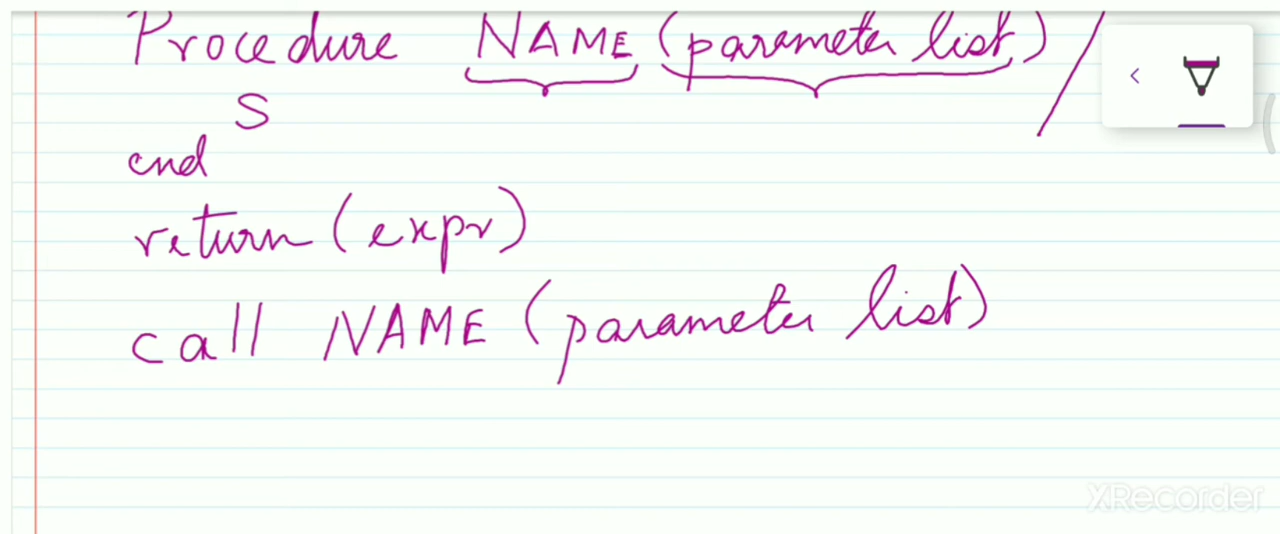 Procedure NAME (parameter list) /
S
end
return (expr)
call NAME (parameter list)
XRecorder